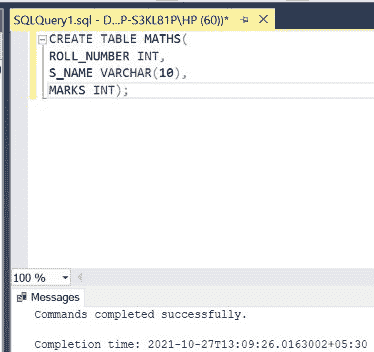 SQLQuery1.sql - D...P-S3KL81P\HP (60))*
CREATE TABLE MATHS(
ROLL_NUMBER INT,
S_NAME VARCHAR(10),
MARKS INT);
100 %
Messages
Commands completed successfully.
Completion time: 2021-10-27T13:09:26.0163002+05:30